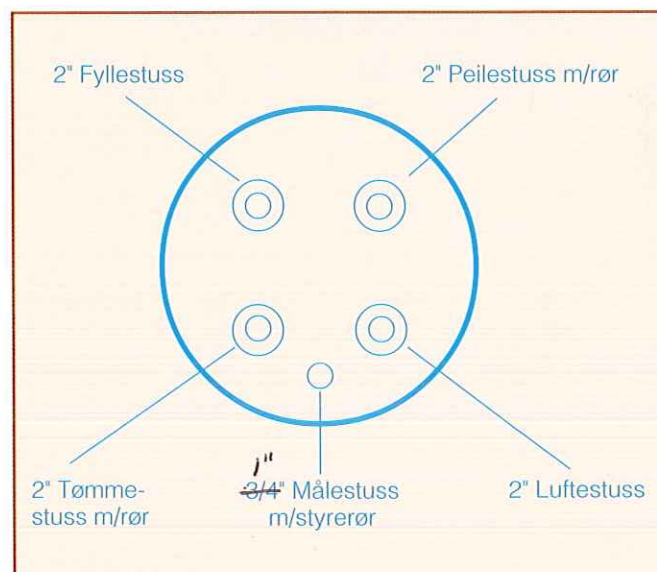 2" Fyllestuss
2" Peilestuss m/rør
2" Tømme-
stuss m/rør
1"
3/4" Målestuss
m/styrerør
2" Luftestuss